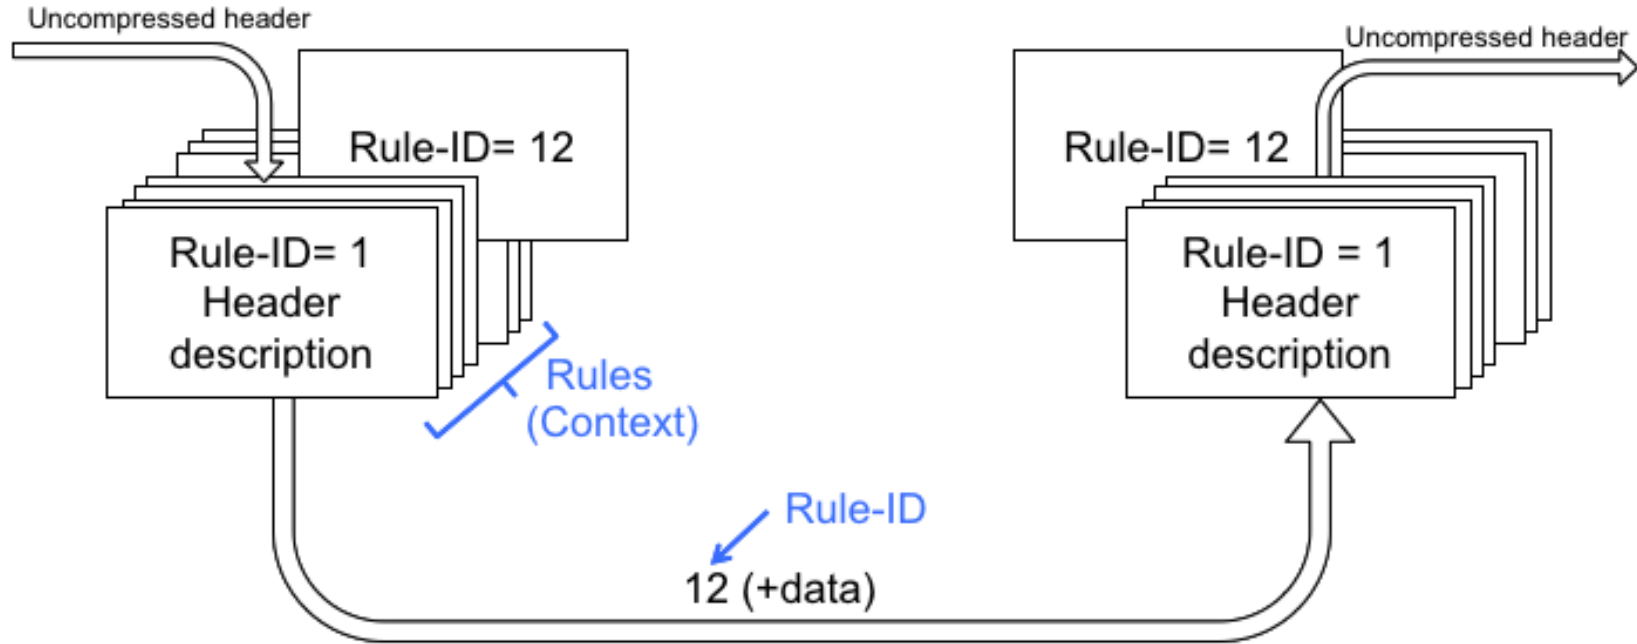 Uncompressed header
Uncompressed header
Rule-ID= 12
Rule-ID= 12
Rule-ID= 1
Header
description
Rule-ID = 1
Header
description
Rules
(Context)
Rule-ID
12 (+data)